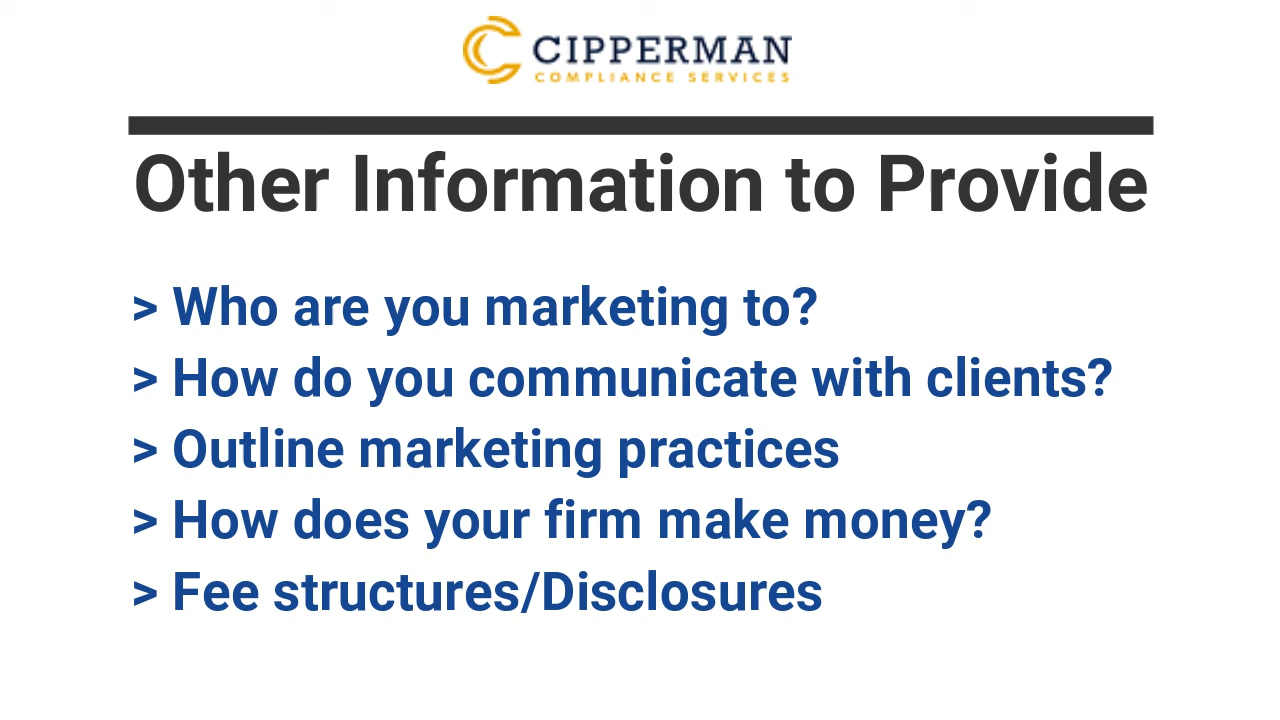 CIPPERMAN
COMPLIANCE SERVICES
Other Information to Provide
> Who are you marketing to?
> How do you communicate with clients?
> Outline marketing practices
> How does your firm make money?
> Fee structures/Disclosures